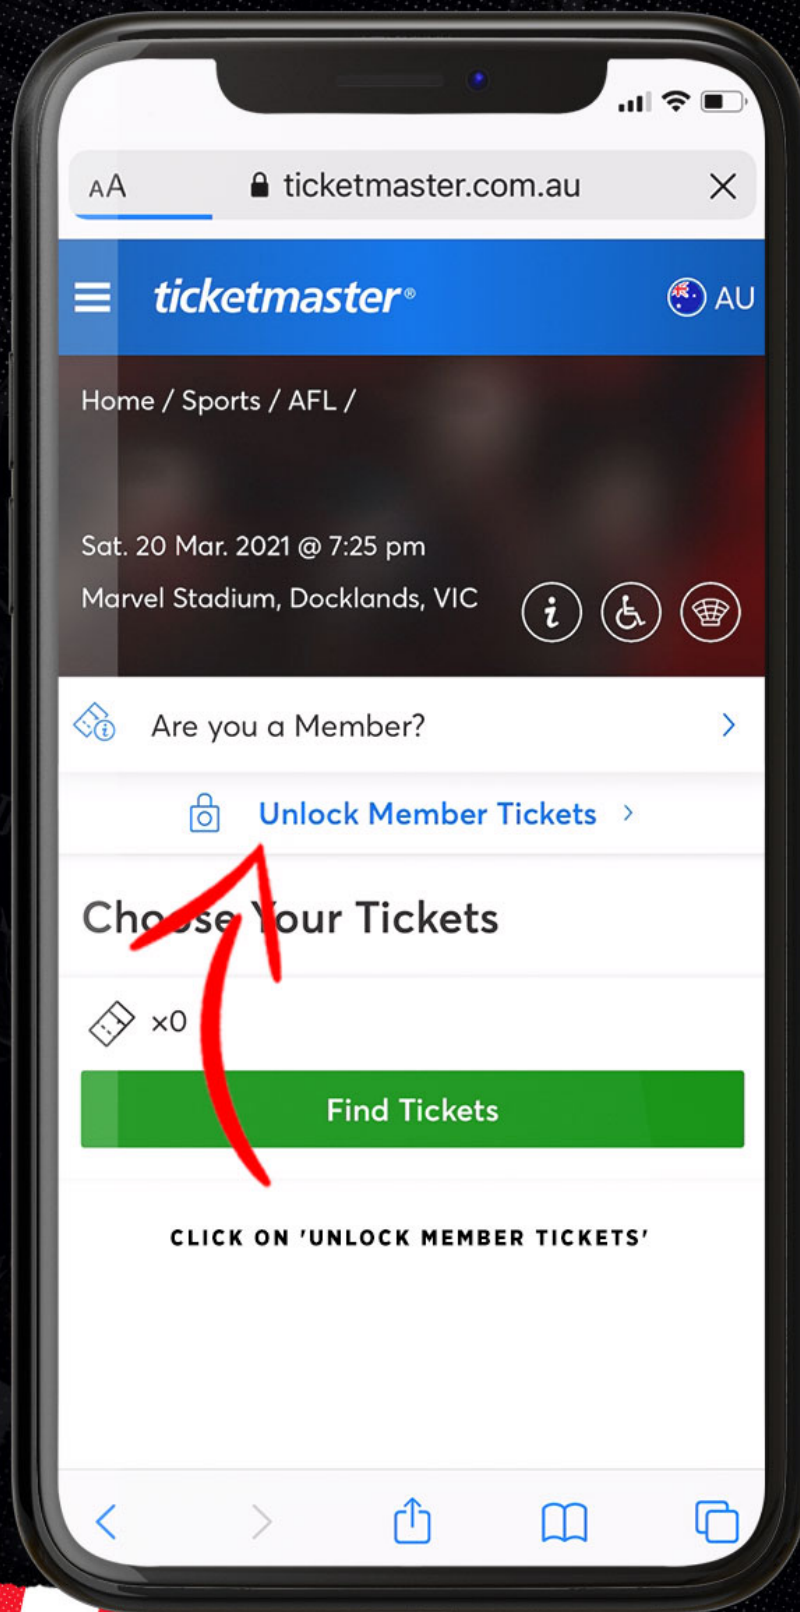 AA ticketmaster.com.au
ticketmaster® AU
Home / Sports / AFL /
Sat. 20 Mar. 2021 @ 7:25 pm
Marvel Stadium, Docklands, VIC
Are you a Member?
Unlock Member Tickets
Choose Your Tickets
x0
Find Tickets
CLICK ON 'UNLOCK MEMBER TICKETS'